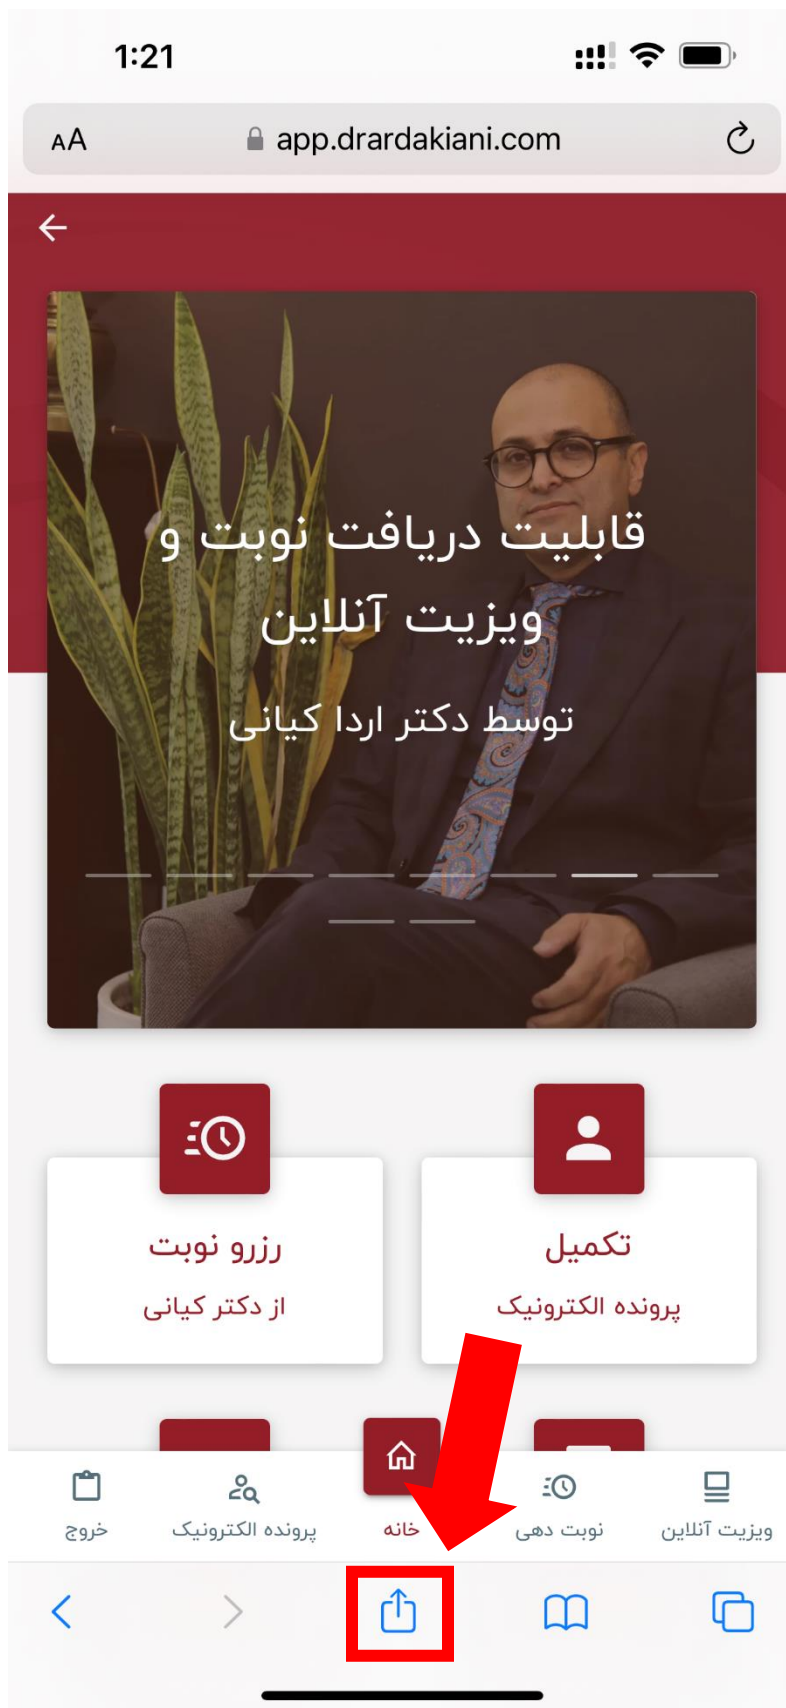 1:21
AA
app.drardakiani.com
قابلیت دریافت نوبت و
ویزیت آنلاین
توسط دکتر اردا کیانی
تکمیل
پرونده الکترونیک
رزرو نوبت
از دکتر کیانی
ویزیت آنلاین
نوبت دهی
خانه
پرونده الکترونیک
خروج